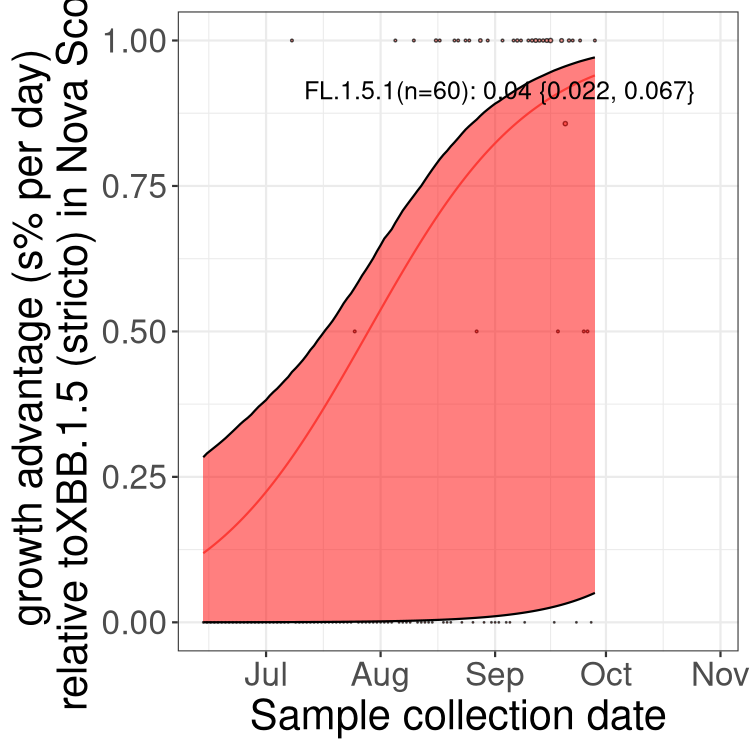 growth advantage (s% per day)
relative toXBB.1.5 (stricto) in Nova Sco
1.00
0.75
0.50
0.25
0.00
FL.1.5.1(n=60): 0.04 {0.022, 0.067}
Jul Aug Sep Oct Nov
Sample collection date